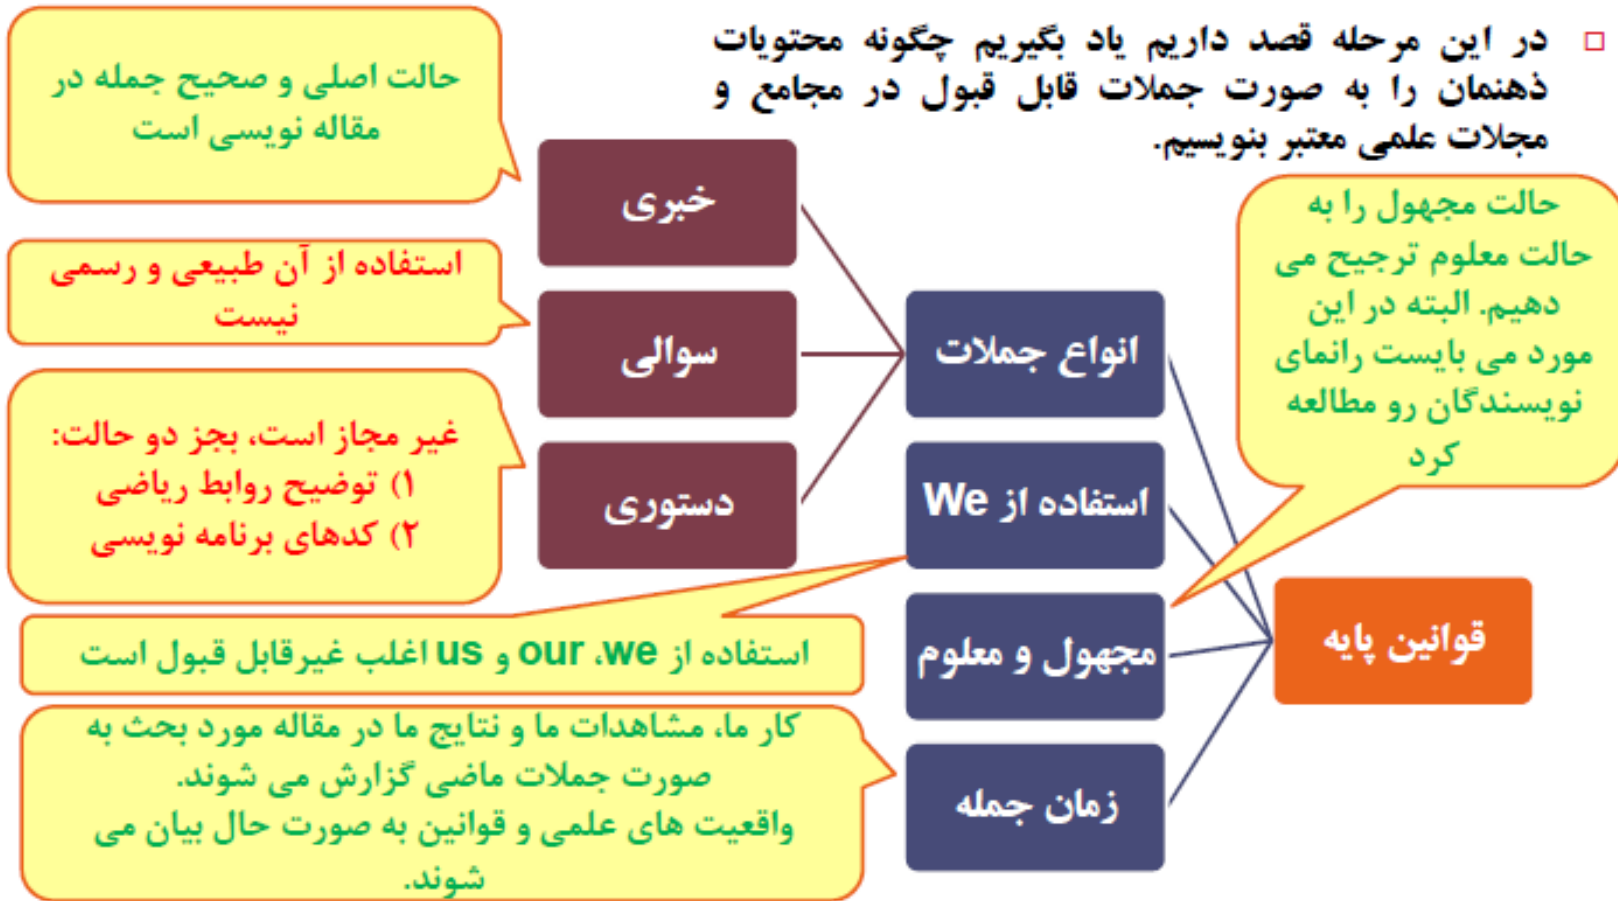 □ در این مرحله قصد داریم یاد بگیریم چگونه محتویات
ذهنمان را به صورت جملات قابل قبول در مجامع و
مجلات علمی معتبر بنویسیم.
قوانین پایه
انواع جملات
خبری
حالت اصلی و صحیح جمله در
مقاله نویسی است
سوالی
استفاده از آن طبیعی و رسمی
نیست
دستوری
غیر مجاز است، بجز دو حالت:
۱) توضیح روابط ریاضی
۲) کدهای برنامه نویسی
استفاده از We
استفاده از we، our و us اغلب غیرقابل قبول است
مجهول و معلوم
حالت مجهول را به
حالت معلوم ترجیح می
دهیم. البته در این
مورد می بایست رانمای
نویسندگان رو مطالعه
کرد
زمان جمله
کار ما، مشاهدات ما و نتایج ما در مقاله مورد بحث به
صورت جملات ماضی گزارش می شوند.
واقعیت های علمی و قوانین به صورت حال بیان می
شوند.